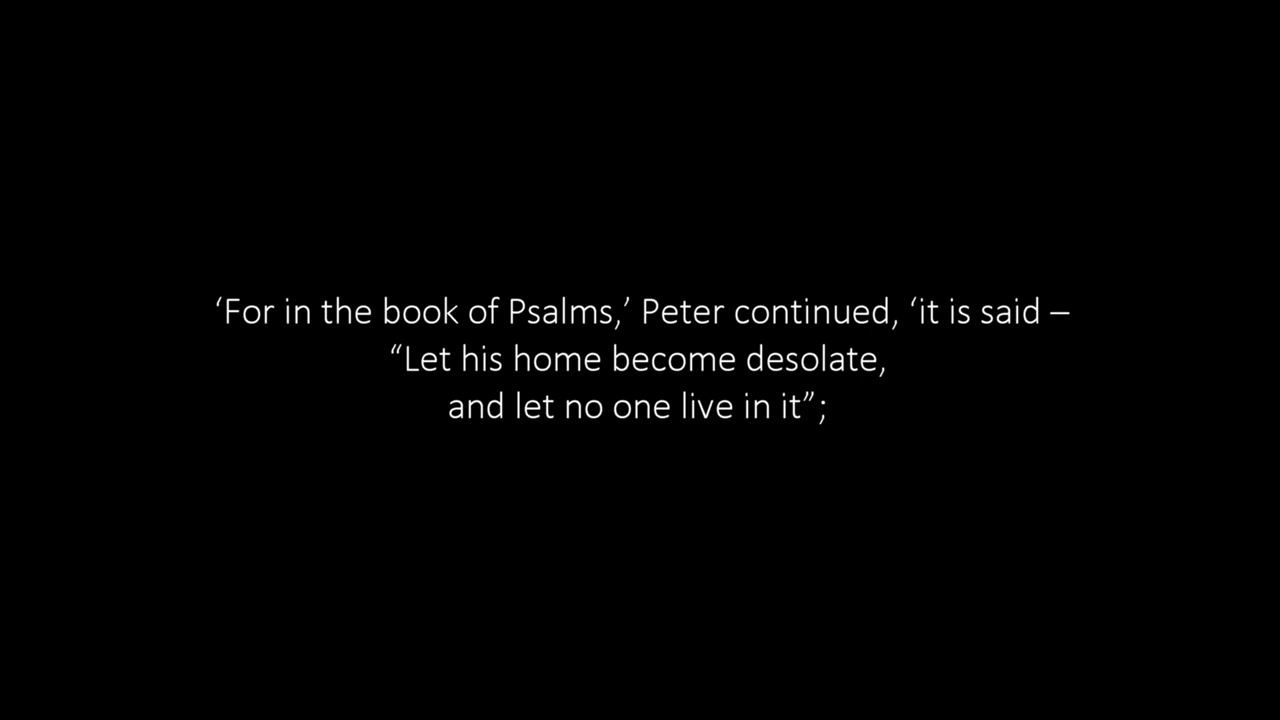 ‘For in the book of Psalms,’ Peter continued, ‘it is said –
“Let his home become desolate,
and let no one live in it”;